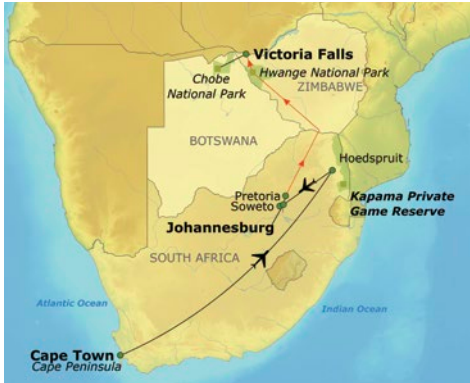 Victoria Falls
Chobe
National Park
Hwange National Park
ZIMBABWE
BOTSWANA
Hoedspruit
Pretoria
Soweto
Kapama Private
Game Reserve
Johannesburg
SOUTH AFRICA
Atlantic Ocean
Indian Ocean
Cape Town
Cape Peninsula